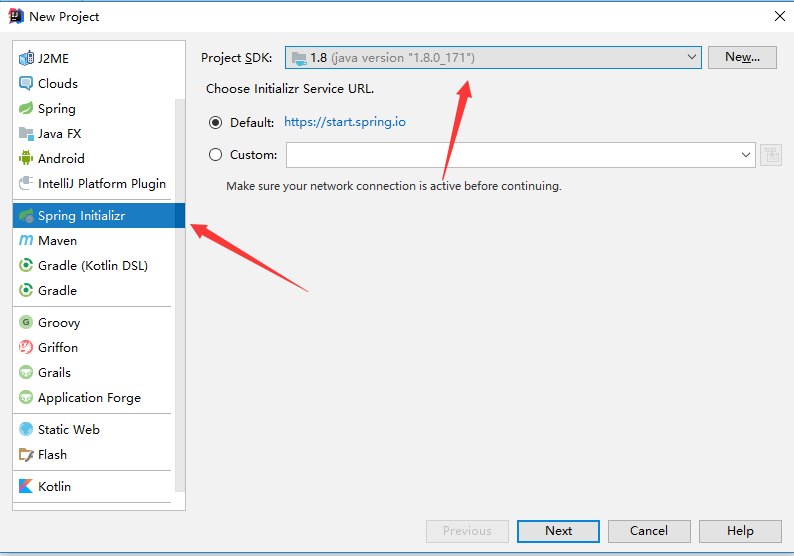 New Project
J2ME
Clouds
Spring
Java FX
Android
IntelliJ Platform Plugin
Spring Initializr
Maven
Gradle (Kotlin DSL)
Gradle
Groovy
Griffon
Grails
Application Forge
Static Web
Flash
Kotlin
Project SDK: 1.8 (java version "1.8.0_171") New...
Choose Initializr Service URL.
Default: https://start.spring.io
Custom:
Make sure your network connection is active before continuing.
Previous Next Cancel Help